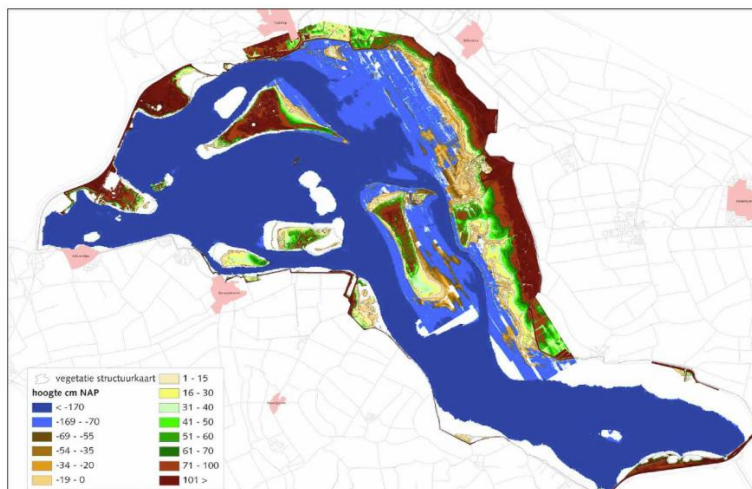 vegetatie structuurkaart
hoogte cm NAP
< -170
-169 - -70
-69 - -55
-54 - -35
-34 - -20
-19 - 0
1 - 15
16 - 30
31 - 40
41 - 50
51 - 60
61 - 70
71 - 100
101 >